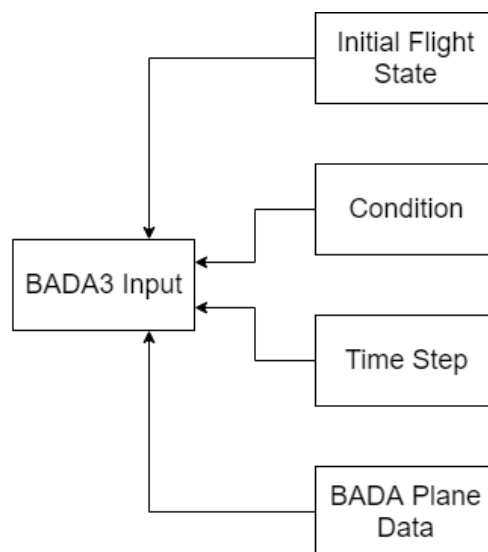 Initial Flight
State
Condition
BADA3 Input
Time Step
BADA Plane
Data